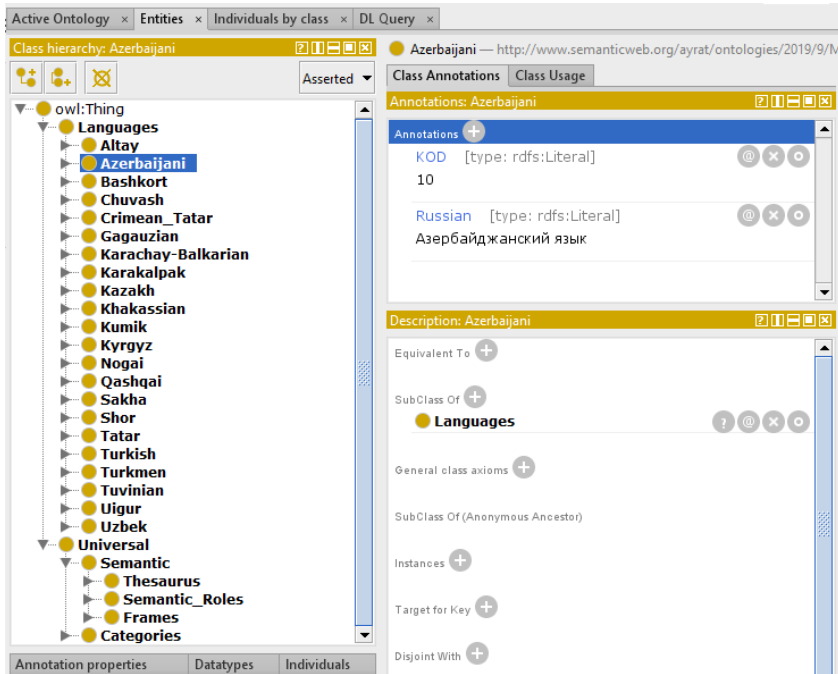 Active Ontology × Entities × Individuals by class × DL Query ×
Class hierarchy: Azerbaijani
Asserted
owl:Thing
Languages
Altay
Azerbaijani
Bashkort
Chuvash
Crimean_Tatar
Gagauzian
Karachay-Balkarian
Karakalpak
Kazakh
Khakassian
Kumik
Kyrgyz
Nogai
Qashqai
Sakha
Shor
Tatar
Turkish
Turkmen
Tuvinian
Uigur
Uzbek
Universal
Semantic
Thesaurus
Semantic_Roles
Frames
Categories
Annotation properties Datatypes Individuals
Azerbaijani — http://www.semanticweb.org/ayrat/ontologies/2019/9/
Class Annotations Class Usage
Annotations: Azerbaijani
Annotations
KOD [type: rdfs:Literal]
10
Russian [type: rdfs:Literal]
Азербайджанский язык
Description: Azerbaijani
Equivalent To
SubClass Of
Languages
General class axioms
SubClass Of (Anonymous Ancestor)
Instances
Target for Key
Disjoint With